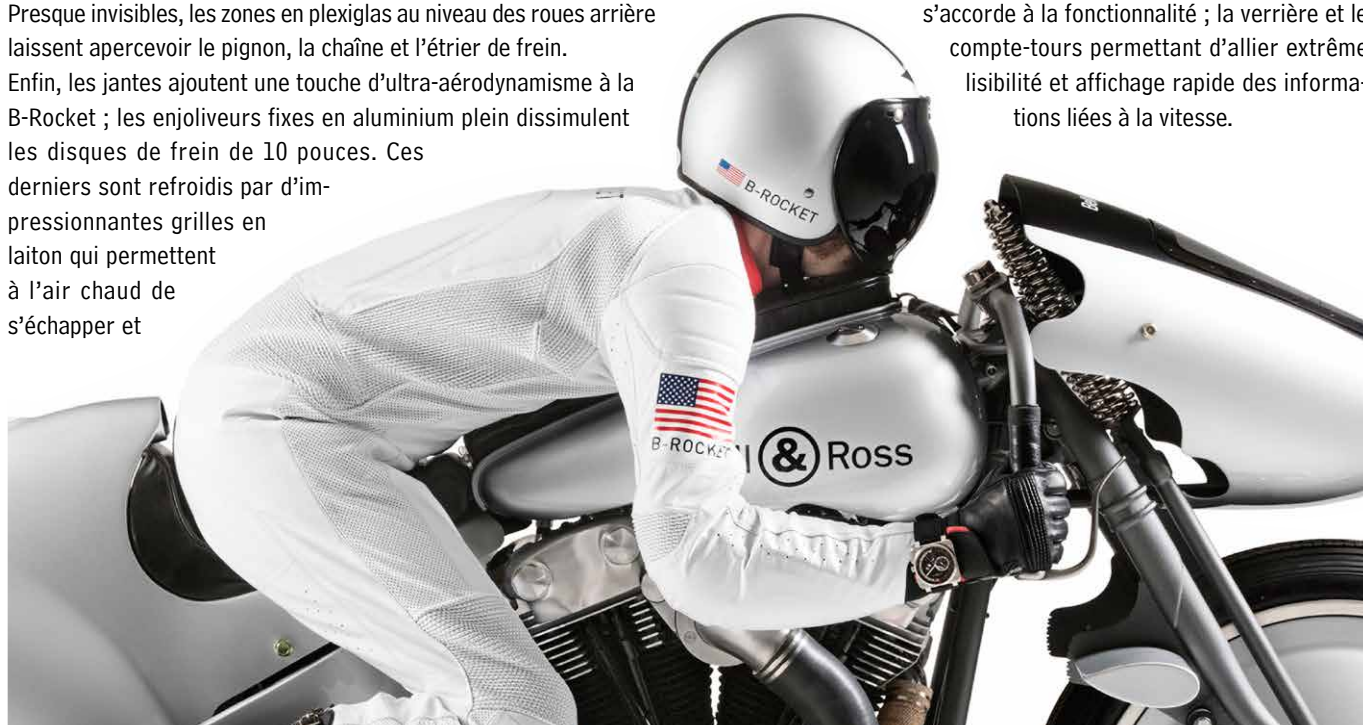 Presque invisibles, les zones en plexiglas au niveau des roues arrière
laissent apercevoir le pignon, la chaîne et l'étrier de frein.
Enfin, les jantes ajoutent une touche d'ultra-aérodynamisme à la
B-Rocket ; les enjoliveurs fixes en aluminium plein dissimulent
les disques de frein de 10 pouces. Ces
derniers sont refroidis par d'im-
pressionnantes grilles en
laiton qui permettent
à l'air chaud de
s'échapper et
s'accorde à la fonctionnalité ; la verrière et le
compte-tours permettant d'allier extrême
lisibilité et affichage rapide des informa-
tions liées à la vitesse.
B-ROCKET
B-ROCKET
& Ross